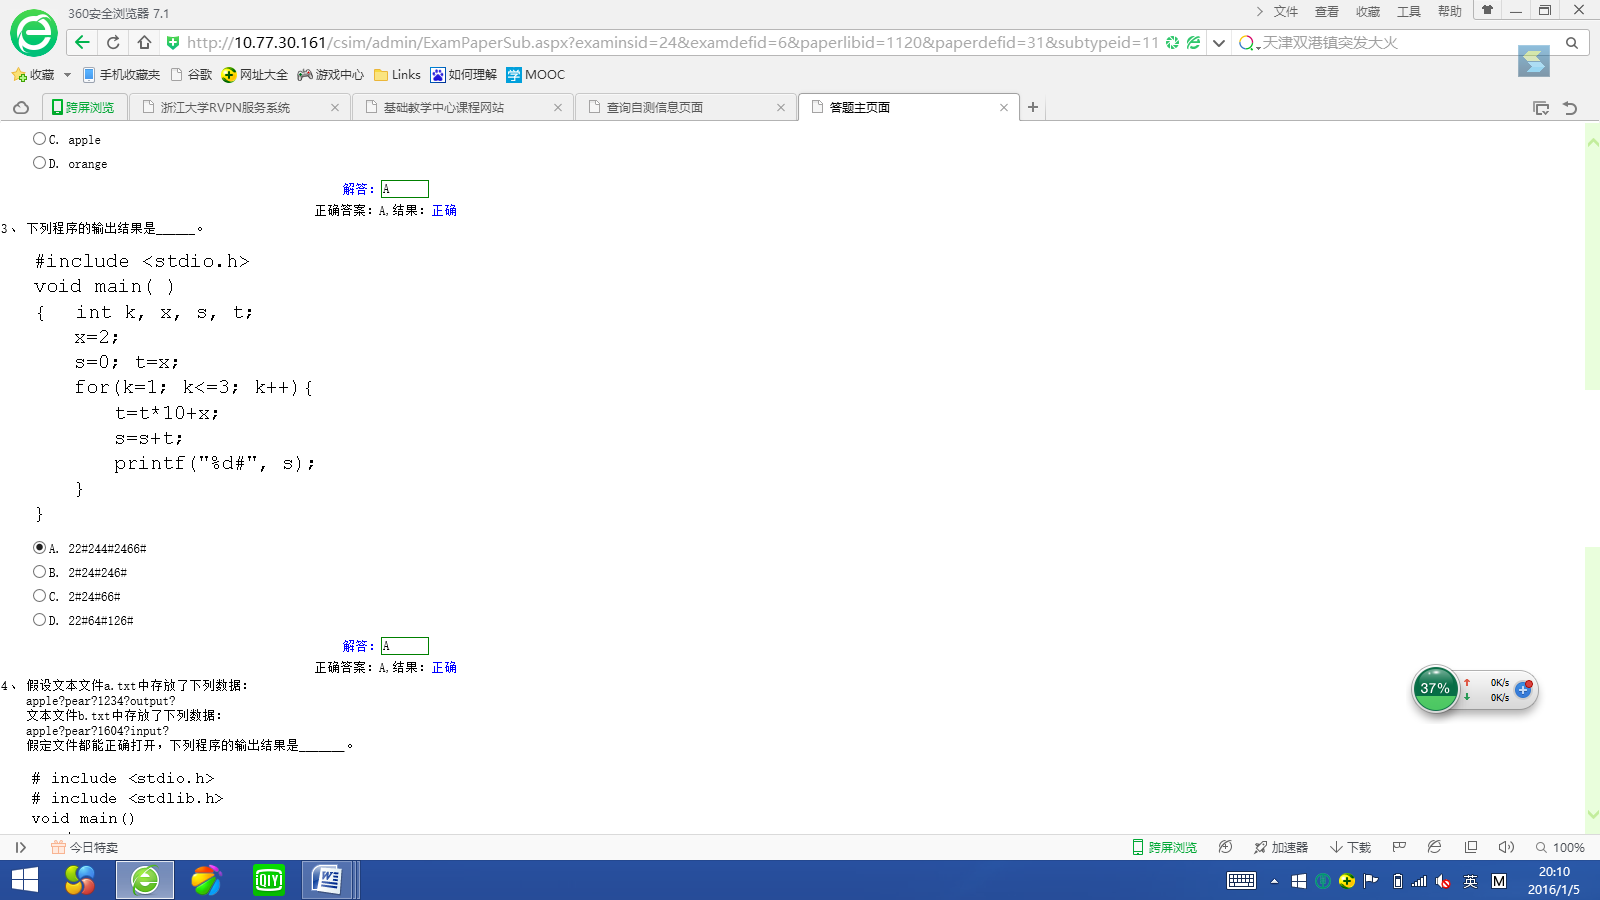 360安全浏览器 7.1
文件 查看 收藏 工具 帮助
http://10.77.30.161/csim/admin/ExamPaperSub.aspx?examinsid=24&examdefid=6&paperlibid=1120&paperdefid=31&subtypeid=11
天津双港镇突发大火
收藏 手机收藏夹 谷歌 网址大全 游戏中心 Links 如何理解 学 MOOC
跨屏浏览 浙江大学RVPN服务系统 基础教学中心课程网站 查询自测信息页面 答题主页面
C. apple
D. orange
解答: A
正确答案: A,结果: 正确
3、 下列程序的输出结果是______。
#include <stdio.h>
void main( )
{ int k, x, s, t;
x=2;
s=0; t=x;
for(k=1; k<=3; k++){
t=t*10+x;
s=s+t;
printf("%d#", s);
}
}
A. 22#244#2466#
B. 2#24#246#
C. 2#24#66#
D. 22#64#126#
解答: A
正确答案: A,结果: 正确
4、 假设文本文件a.txt中存放了下列数据:
apple?pear?1234?output?
文本文件b.txt中存放了下列数据:
apple?pear?1604?input?
假定文件都能正确打开，下列程序的输出结果是_______。
# include <stdio.h>
# include <stdlib.h>
void main()
37%
0K/s
0K/s
今日特卖
跨屏浏览 加速器 下载 100%
QIY
英 M
20:10
2016/1/5